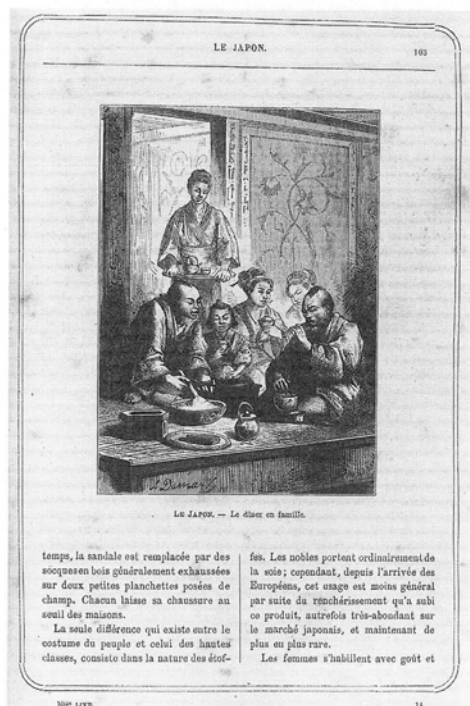 LE JAPON.
103
LE JAPON. — Le dîner en famille.
temps, la sandale est remplacée par des
socques en bois généralement exhaussées
sur deux petites planchettes posées de
champ. Chacun laisse sa chaussure au
seuil des maisons.
La seule différence qui existe entre le
costume du peuple et celui des hautes
classes, consiste dans la nature des étof-
fes. Les nobles portent ordinairement de
la soie; cependant, depuis l'arrivée des
Européens, cet usage est moins général
par suite du renchérissement qu'a subi
ce produit, autrefois très-abondant sur
le marché japonais, et maintenant de
plus en plus rare.
Les femmes s'habillent avec goût et
14